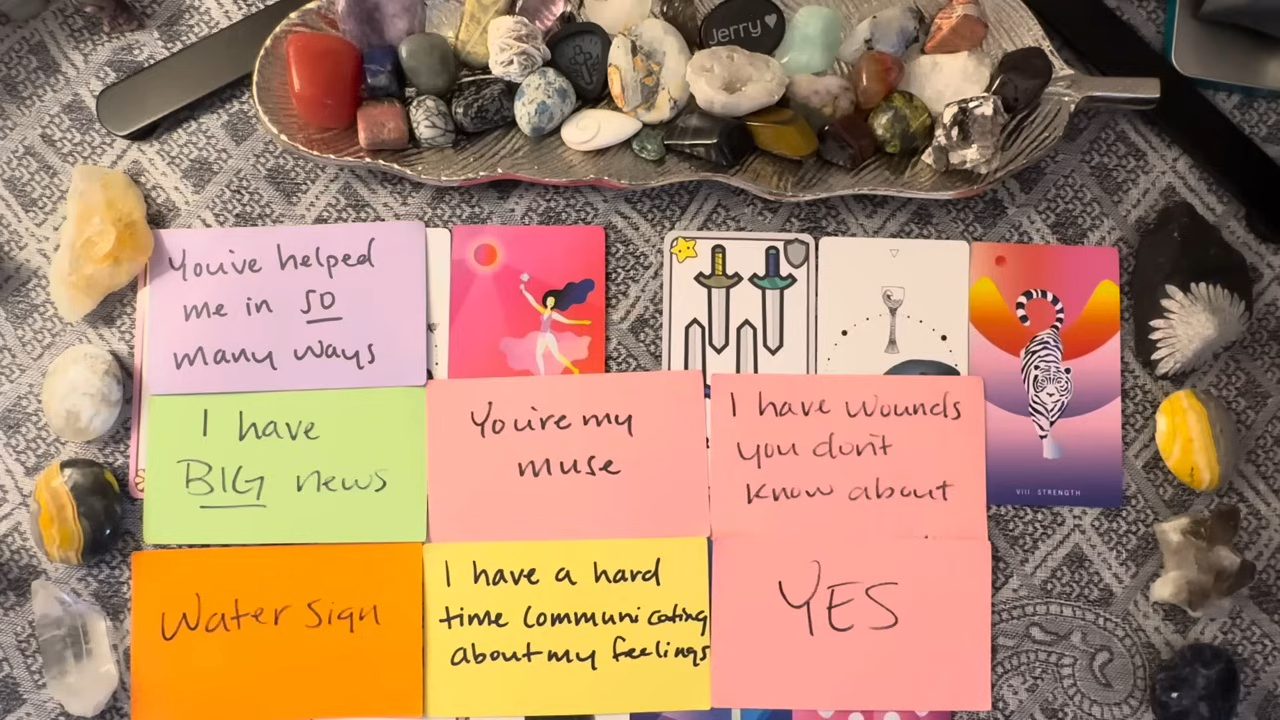 Jerry
You've helped
me in SO
many ways
I have
BIG news
You're my
muse
I have wounds
you don't
know about
VIII STRENGTH
Water sign
I have a hard
time communicating
about my feelings
YES